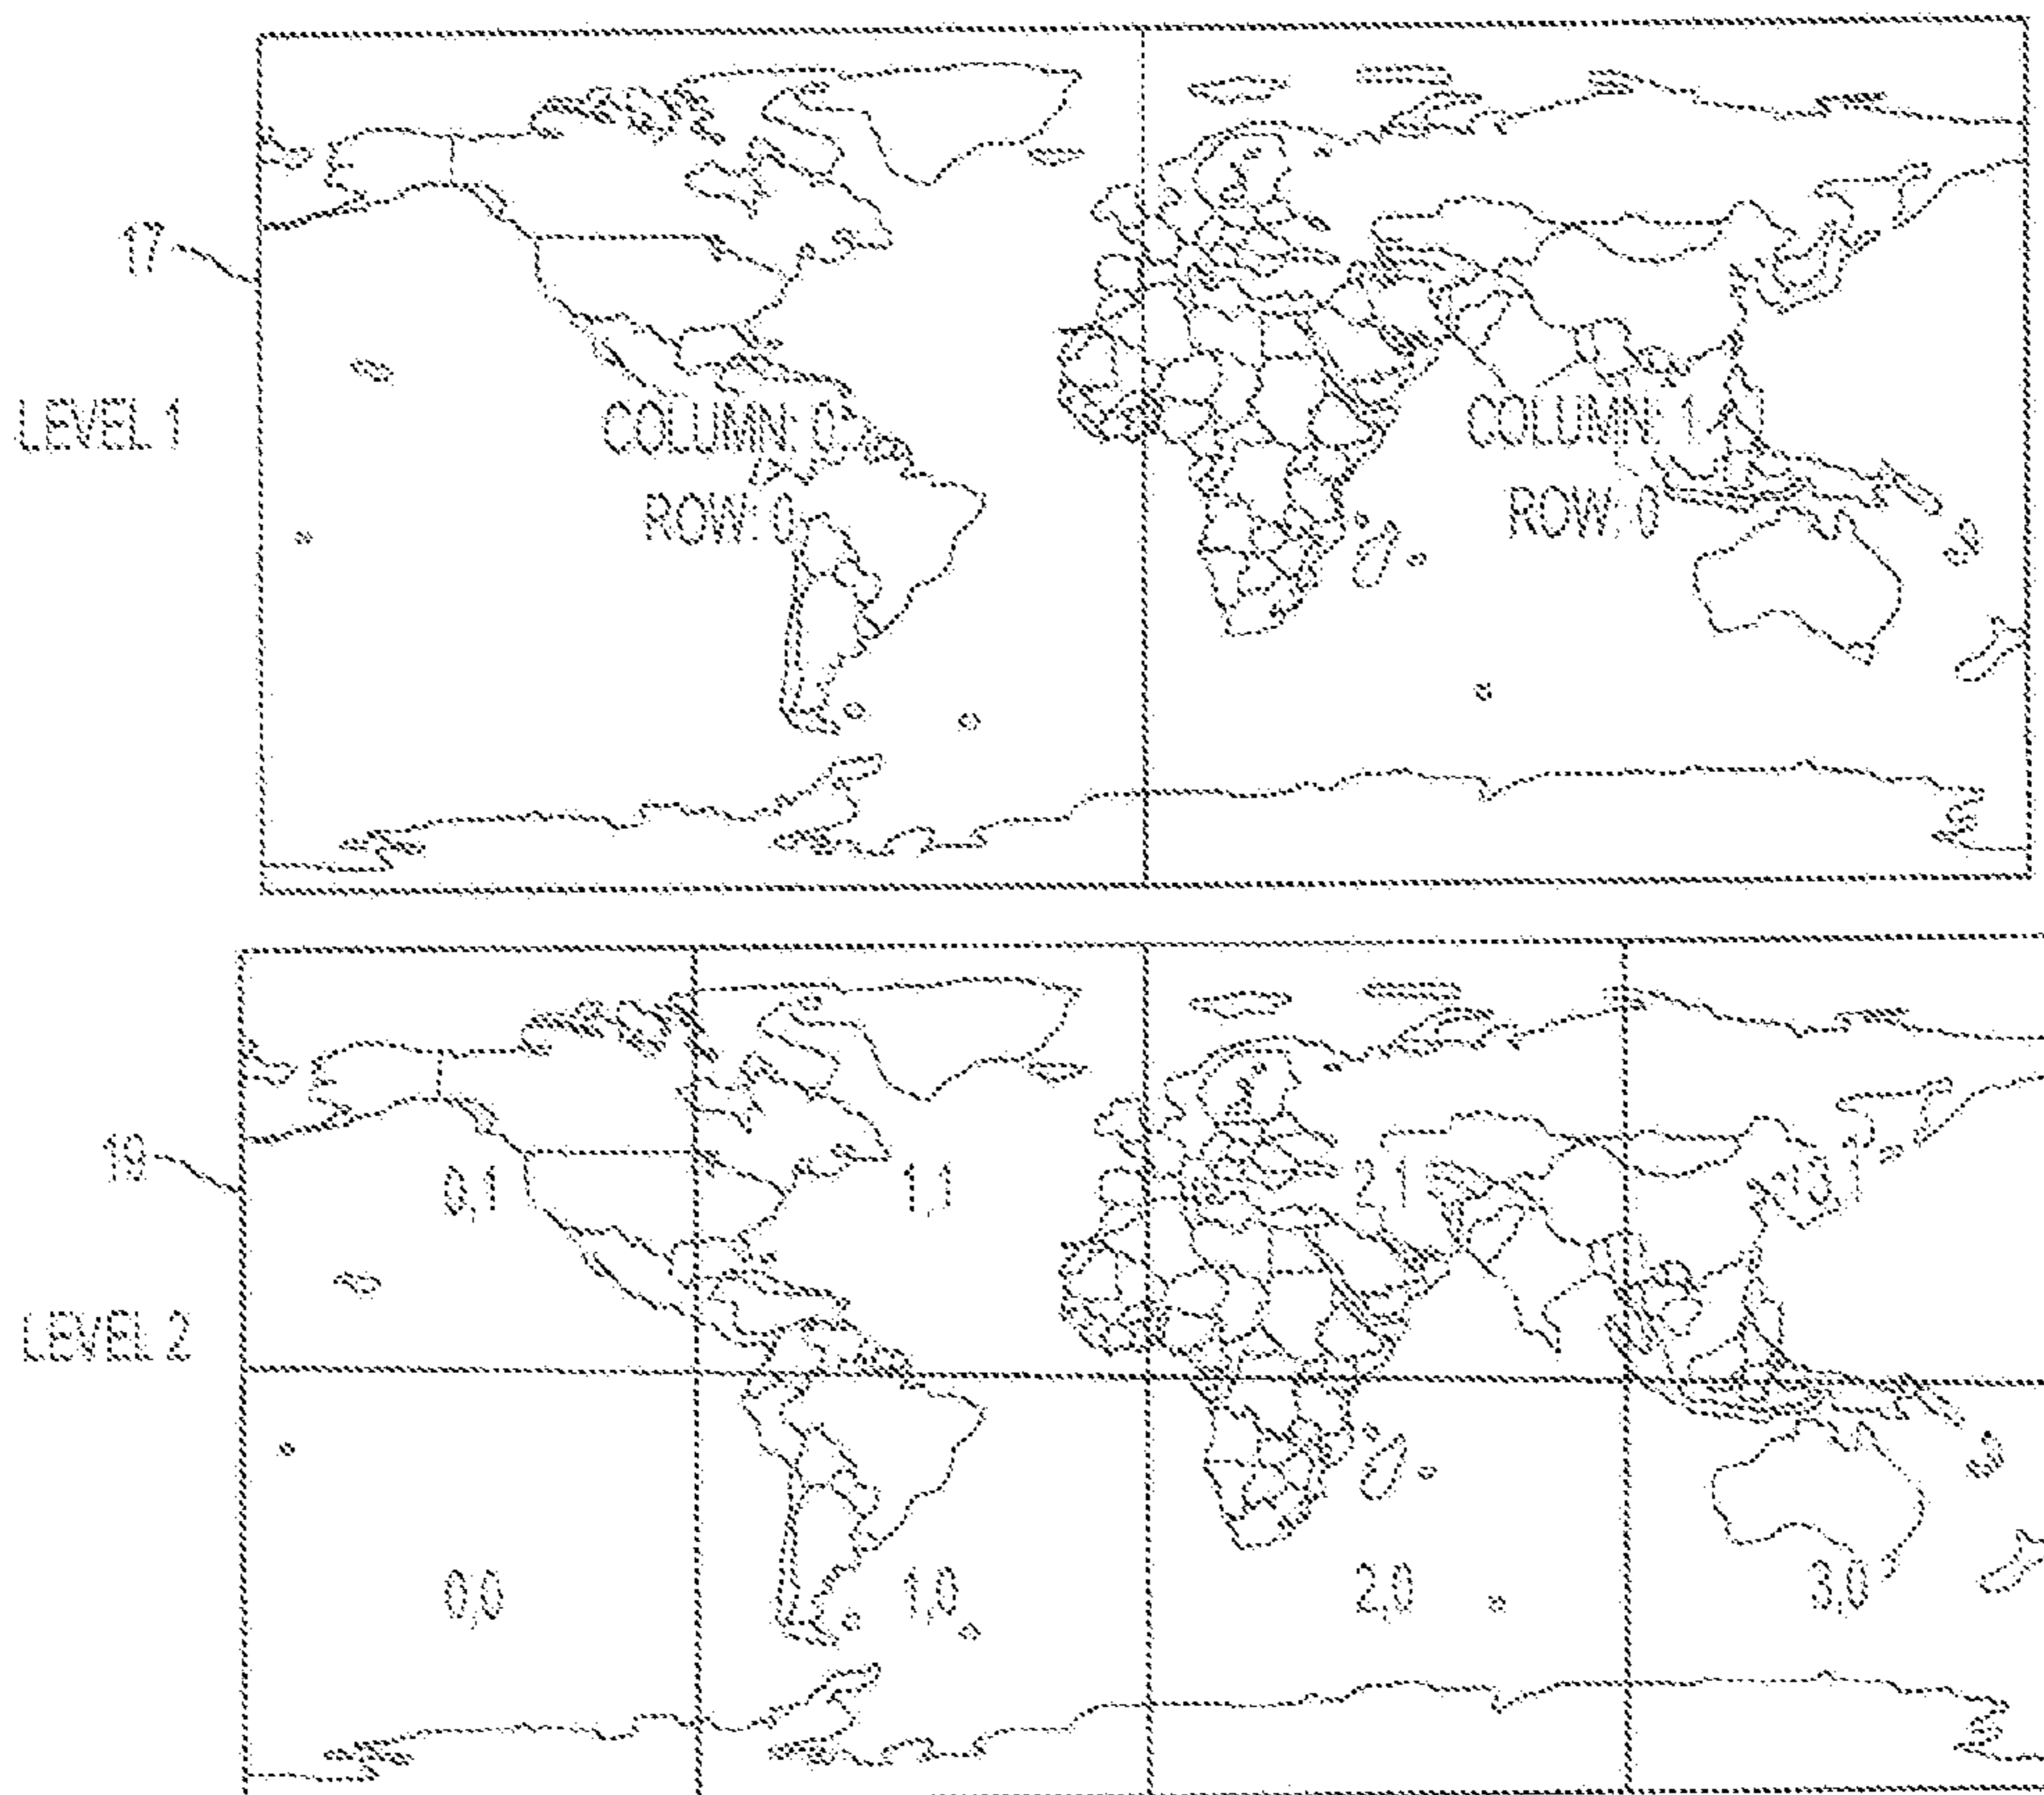 17
LEVEL 1
COLUMN: 0
ROW: 0
COLUMN: 1
ROW: 0
19
LEVEL 2
0,1
1,1
2,1
3,1
0,0
1,0
2,0
3,0